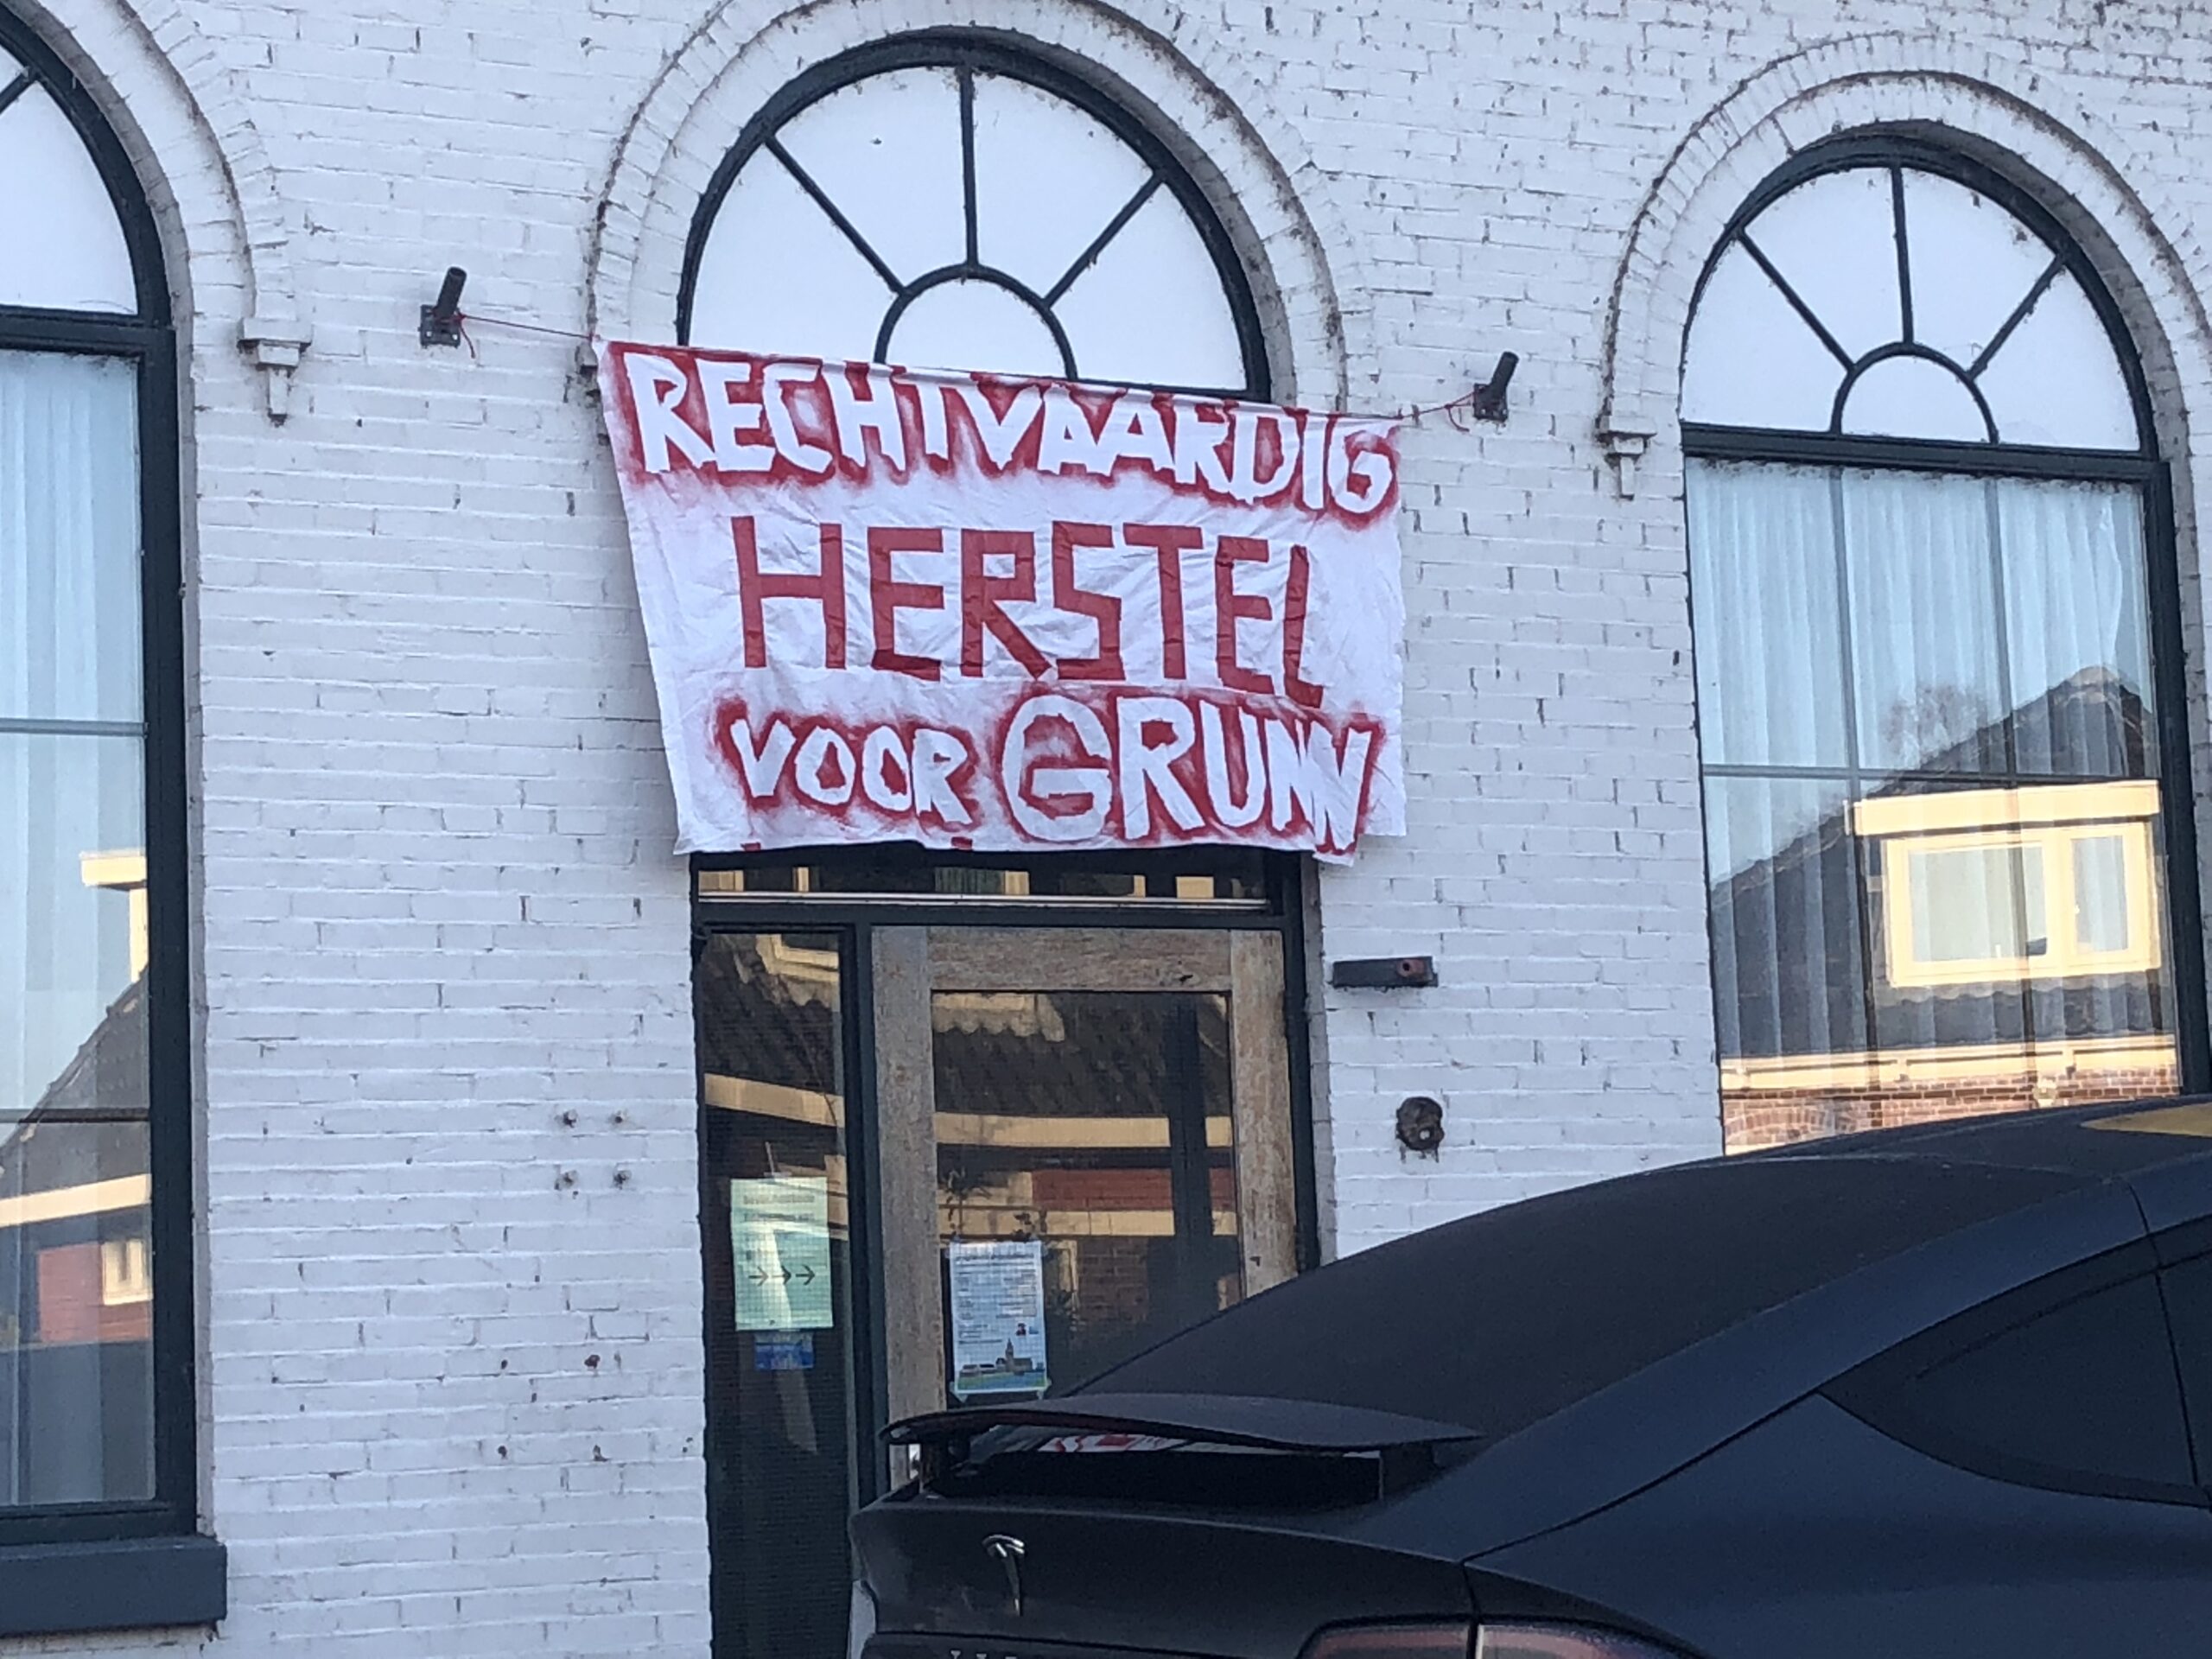 RECHTVAARDIG
HERSTEL
VOOR GRUNN
→→→